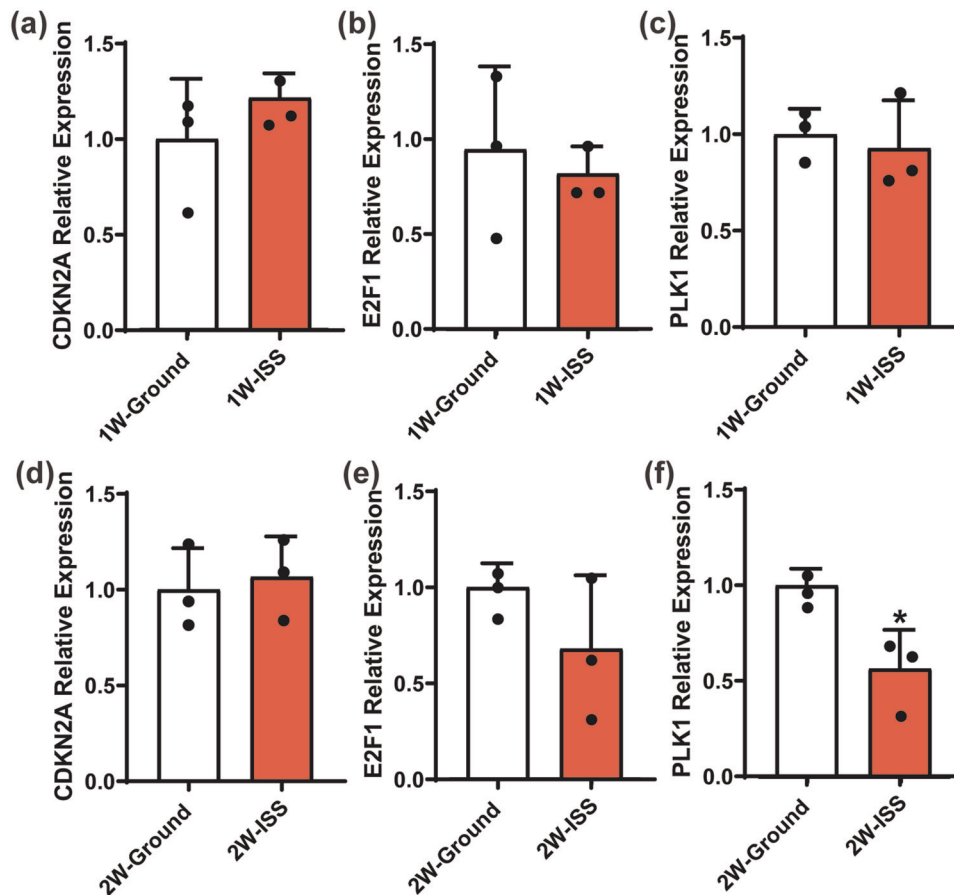 (a)
CDKN2A Relative Expression
1.5
1.0
0.5
0.0
1W-Ground
1W-ISS
(b)
E2F1 Relative Expression
1.5
1.0
0.5
0.0
1W-Ground
1W-ISS
(c)
PLK1 Relative Expression
1.5
1.0
0.5
0.0
1W-Ground
1W-ISS
(d)
CDKN2A Relative Expression
1.5
1.0
0.5
0.0
2W-Ground
2W-ISS
(e)
E2F1 Relative Expression
1.5
1.0
0.5
0.0
2W-Ground
2W-ISS
(f)
PLK1 Relative Expression
1.5
1.0
0.5
0.0
*
2W-Ground
2W-ISS